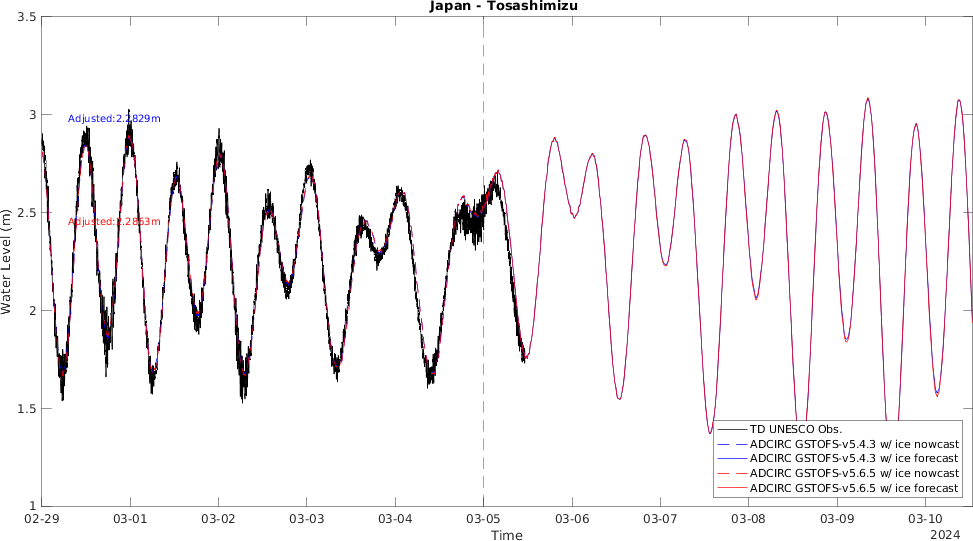 Japan - Tosashimizu
3.5
3
2.5
2
1.5
1
Water Level (m)
Adjusted:2.2829m
Adjusted:2.2863m
TD UNESCO Obs.
ADCIRC GSTOFS-v5.4.3 w/ ice nowcast
ADCIRC GSTOFS-v5.4.3 w/ ice forecast
ADCIRC GSTOFS-v5.6.5 w/ ice nowcast
ADCIRC GSTOFS-v5.6.5 w/ ice forecast
02-29 03-01 03-02 03-03 03-04 03-05 03-06 03-07 03-08 03-09 03-10
Time
2024